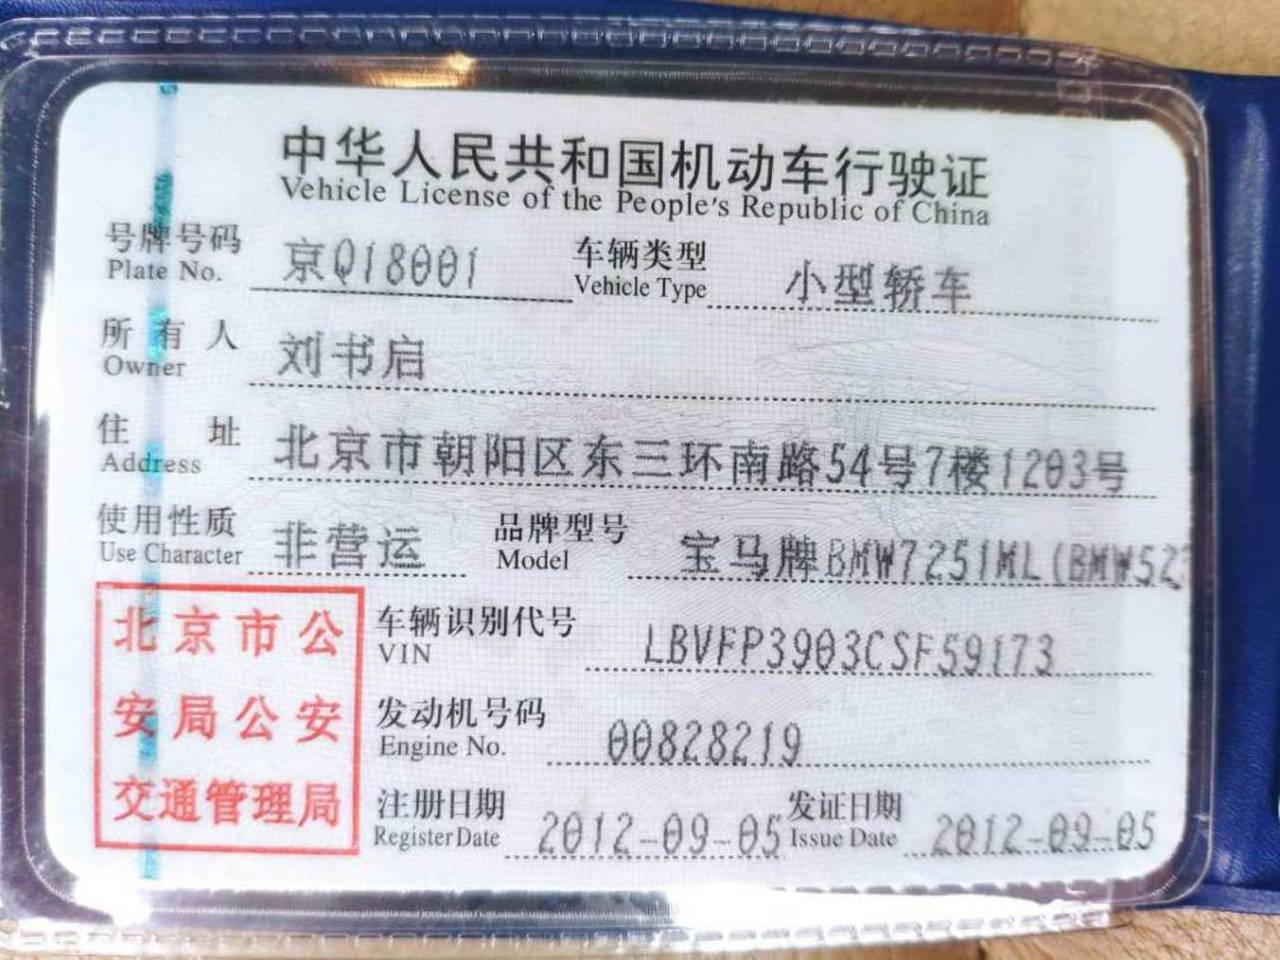 中华人民共和国机动车行驶证
Vehicle License of the People's Republic of China
号牌号码 京Q18001 车辆类型 小型轿车
Plate No. Vehicle Type
所有人 刘书启
Owner
住址 北京市朝阳区东三环南路54号7楼1203号
Address
使用性质 非营运 品牌型号 宝马牌BMW7251ML(BMW52
Use Character Model
北京市公
安局公安
交通管理局
车辆识别代号 LBVFP3903CSF59173
VIN
发动机号码 00828219
Engine No.
注册日期 2012-09-05 发证日期 2012-09-05
Register Date Issue Date